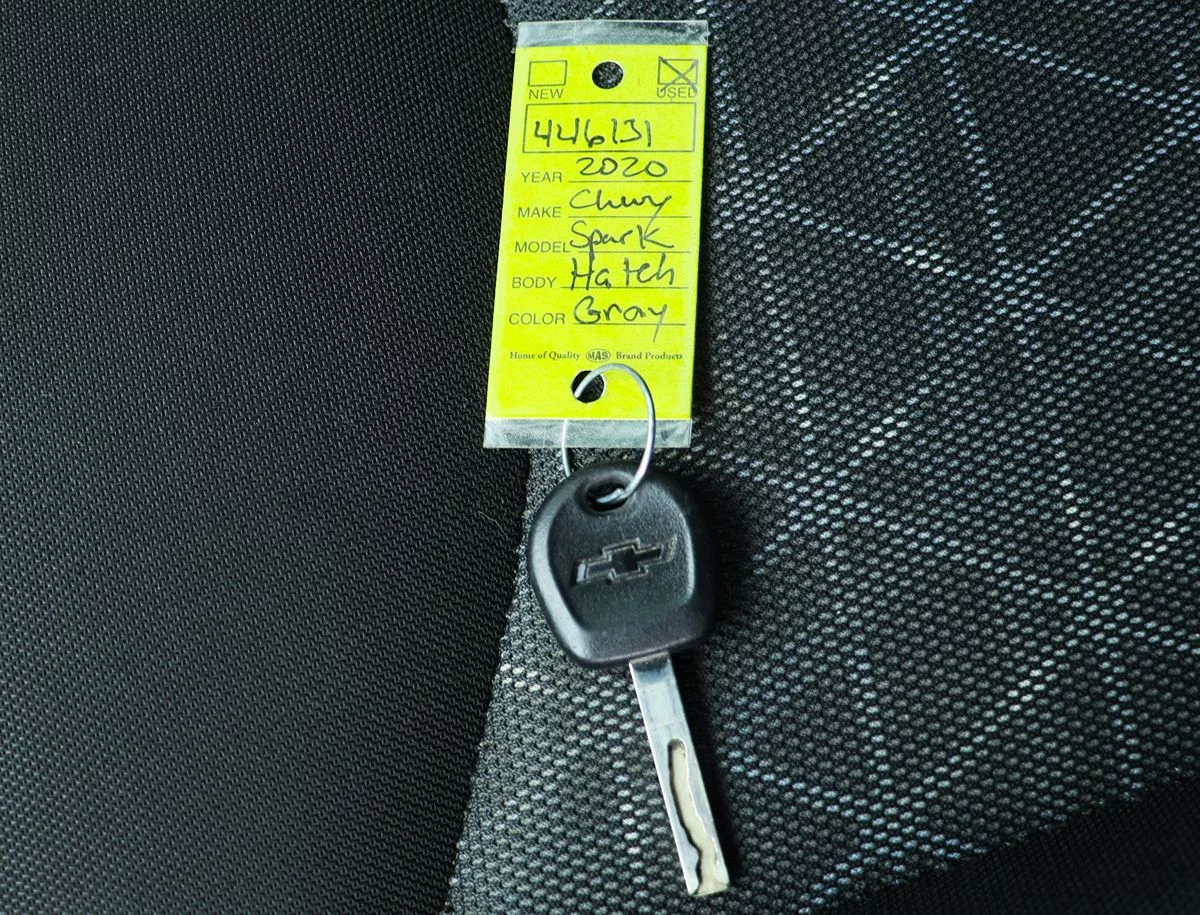 NEW USED
446131
YEAR 2020
MAKE Chevy
MODEL Spark
BODY Hatch
COLOR Gray
Home of Quality MAS Brand Products